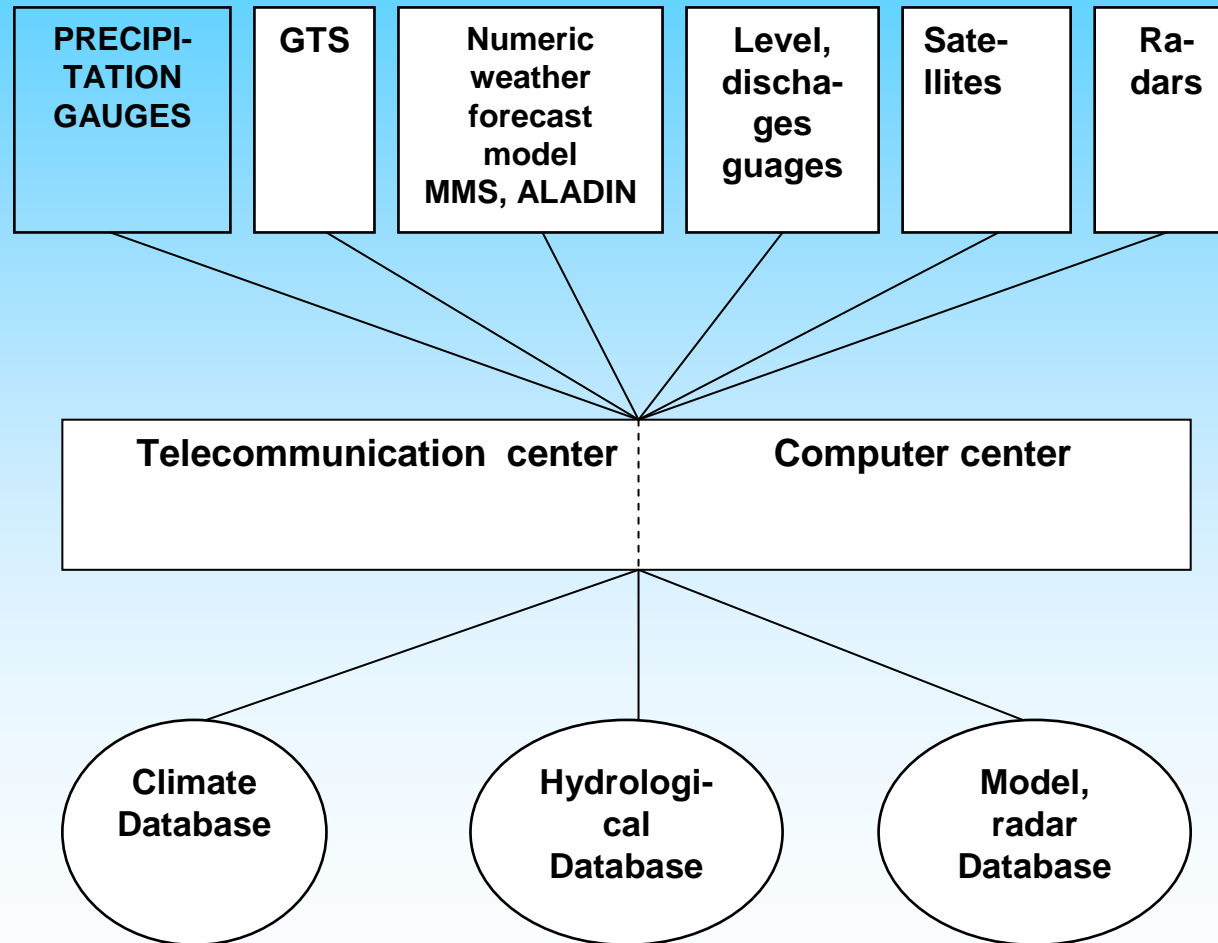 PRECIPI-
TATION
GAUGES
GTS
Numeric
weather
forecast
model
MMS, ALADIN
Level,
discha-
ges
guages
Sate-
llites
Ra-
dars
Telecommunication center
Computer center
Climate
Database
Hydrologi-
cal
Database
Model,
radar
Database